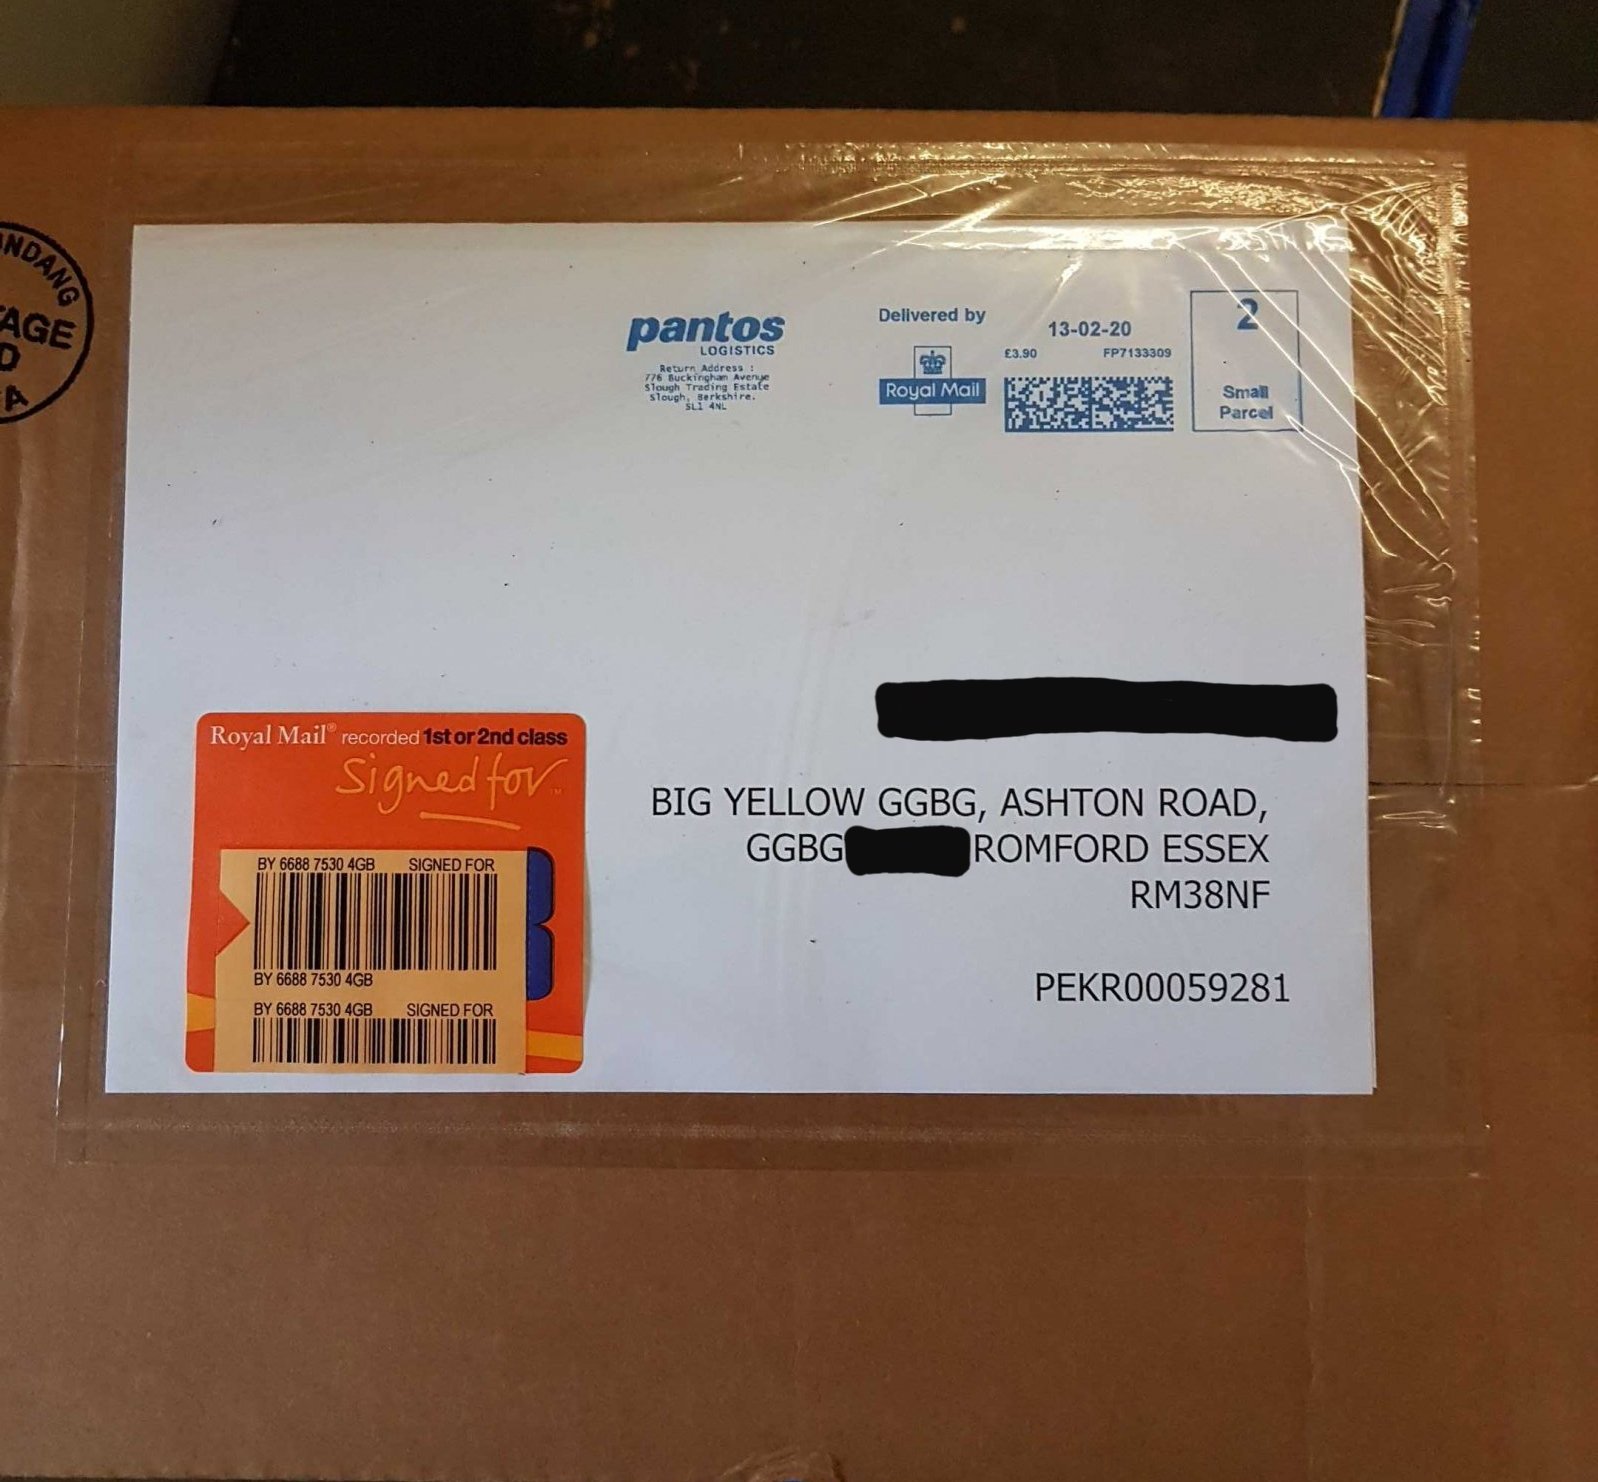 INDANG
AGE
D
A
pantos
LOGISTICS
Return Address :
776 Buckingham Avenue
Slough Trading Estate
Slough, Berkshire.
SL1 4NL
Delivered by
Royal Mail
13-02-20
£3.90 FP7133309
2
Small
Parcel
Royal Mail® recorded 1st or 2nd class
Signed for™
BY 6688 7530 4GB SIGNED FOR
BY 6688 7530 4GB
BY 6688 7530 4GB SIGNED FOR
BIG YELLOW GGBG, ASHTON ROAD,
GGBG ROMFORD ESSEX
RM38NF
PEKR00059281